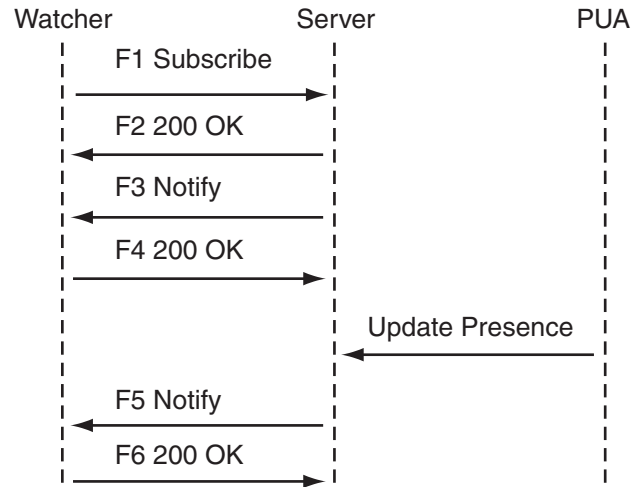 Watcher Server PUA
F1 Subscribe
F2 200 OK
F3 Notify
F4 200 OK
Update Presence
F5 Notify
F6 200 OK